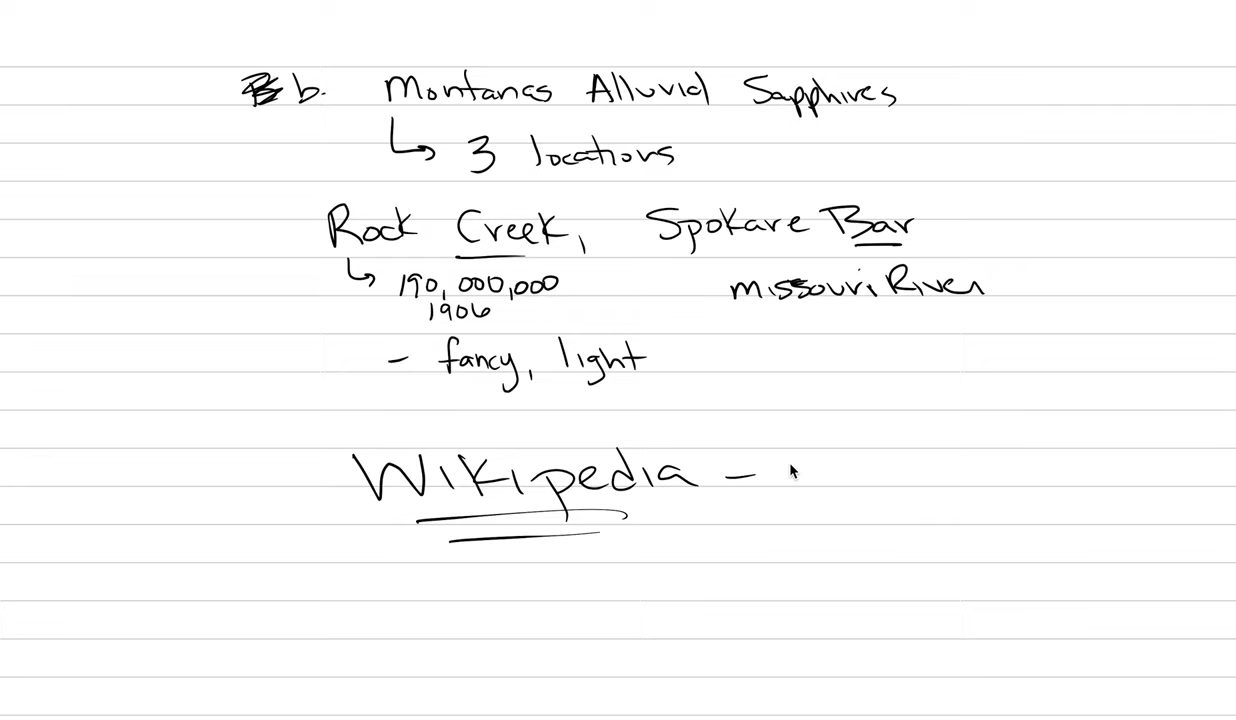 b. Montanas Alluvial Sapphires
↳ 3 locations
Rock Creek, Spokane Bar
↳ 190,000,000 Missouri River
1906
- fancy, light
Wikipedia -